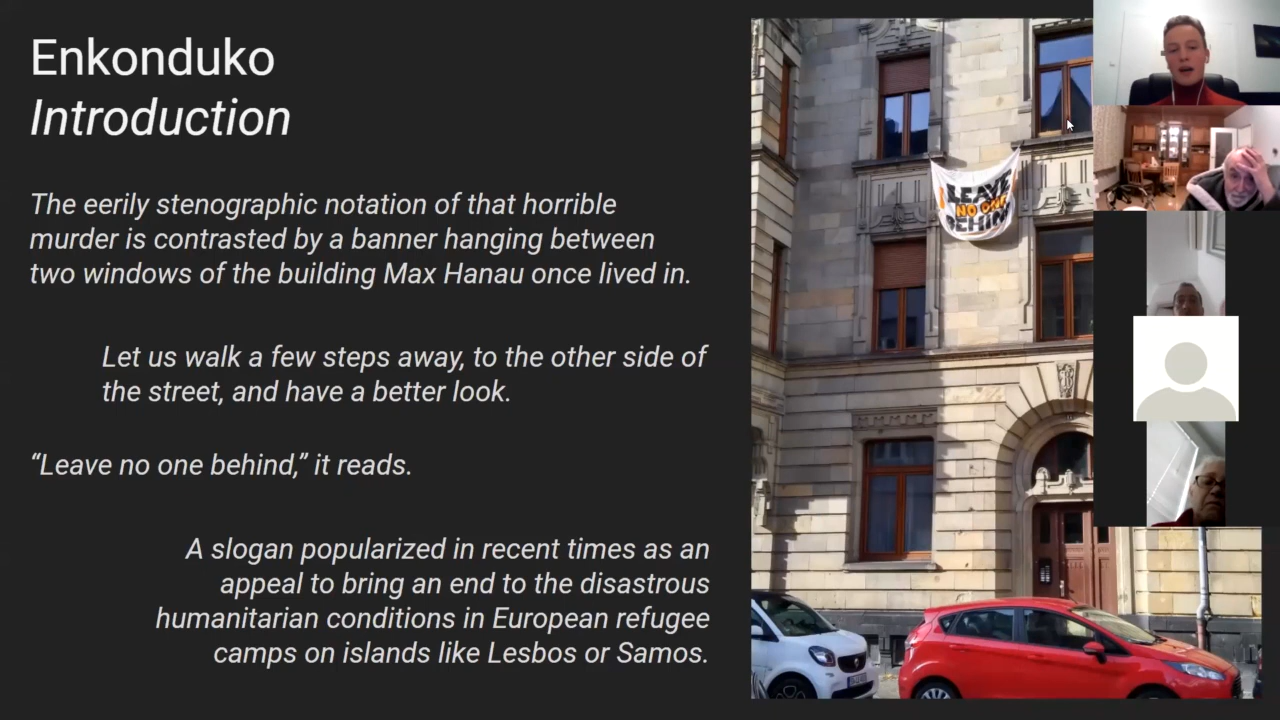 Enkonduko
Introduction
The eerily stenographic notation of that horrible
murder is contrasted by a banner hanging between
two windows of the building Max Hanau once lived in.
Let us walk a few steps away, to the other side of
the street, and have a better look.
“Leave no one behind,” it reads.
A slogan popularized in recent times as an
appeal to bring an end to the disastrous
humanitarian conditions in European refugee
camps on islands like Lesbos or Samos.
LEAVE
NO ONE
BEHIN